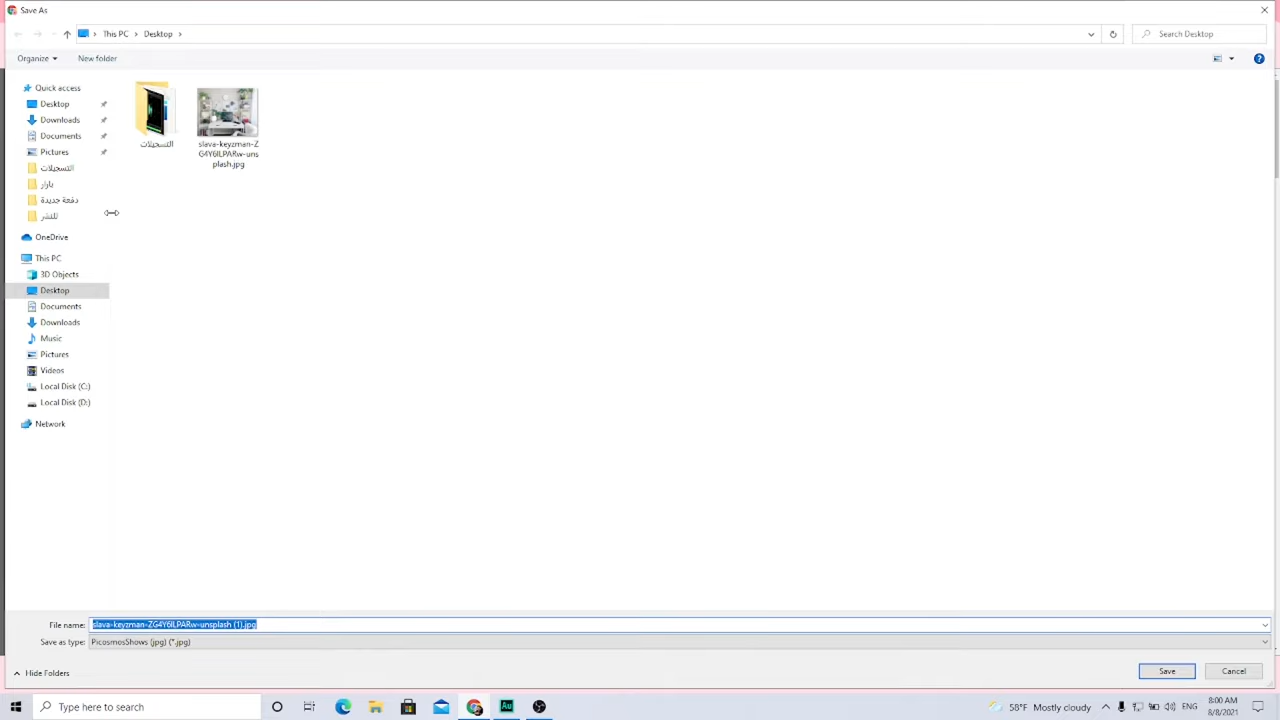 Save As
This PC
Desktop
Search Desktop
Organize
New folder
Quick access
Desktop
Downloads
Documents
Pictures
التسجيلات
بازار
دفعة جديدة
للنشر
OneDrive
This PC
3D Objects
Desktop
Documents
Downloads
Music
Pictures
Videos
Local Disk (C:)
Local Disk (D:)
Network
التسجيلات
slava-keyzman-Z
G4Y6lLPARw-uns
plash.jpg
File name:
slava-keyzman-ZG4Y6lLPARw-unsplash (1).jpg
Save as type:
PicosmosShows (jpg) (*.jpg)
Hide Folders
Save
Cancel
Type here to search
Au
58°F Mostly cloudy
ENG
8:00 AM
8/8/2021